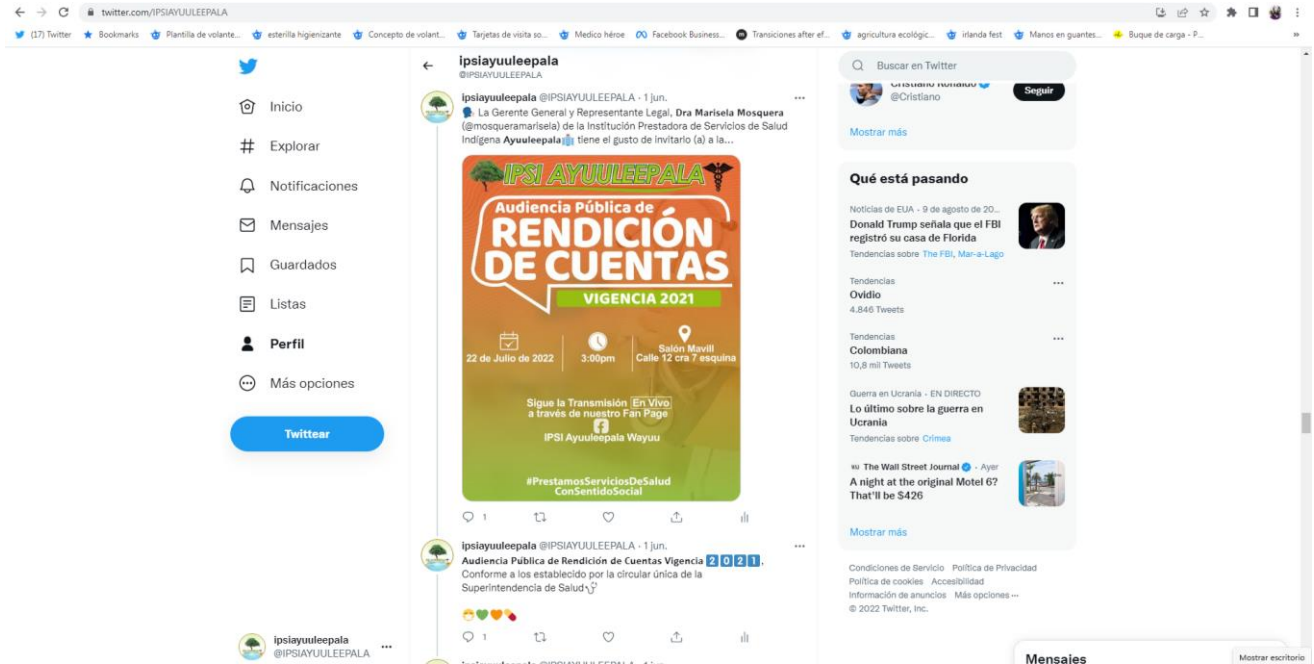 twitter.com/IPSIAYUULEEPALA
(17) Twitter
Bookmarks
Plantilla de volante...
esterilla higienizante
Concepto de volant...
Tarjetas de visita so...
Medico héroe
Facebook Business...
Transiciones after ef...
agricultura ecológic...
irlanda fest
Manos en guantes...
Buque de carga - P...
»
Inicio
Explorar
Notificaciones
Mensajes
Guardados
Listas
Perfil
Más opciones
Twittear
ipsiayuuleepala
@IPSIAYUULEEPALA
ipsiayuuleepala
@IPSIAYUULEEPALA
ipsiayuuleepala @IPSIAYUULEEPALA · 1 jun.
La Gerente General y Representante Legal, Dra Marisela Mosquera
(@mosqueramarisela) de la Institución Prestadora de Servicios de Salud
Indígena Ayuuleepala tiene el gusto de invitarlo (a) a la...
IPSI AYUULEEPALA
Audiencia Pública de
RENDICIÓN
DE CUENTAS
VIGENCIA 2021
22 de Julio de 2022
3:00pm
Salón Mavill
Calle 12 cra 7 esquina
Sigue la Transmisión En Vivo
a través de nuestro Fan Page
IPSI Ayuuleepala Wayuu
#PrestamosServiciosDeSalud
ConSentidoSocial
1
ipsiayuuleepala @IPSIAYUULEEPALA · 1 jun.
Audiencia Pública de Rendición de Cuentas Vigencia 2021.
Conforme a los establecido por la circular única de la
Superintendencia de Salud
1
Buscar en Twitter
Cristiano Ronaldo
@Cristiano
Seguir
Mostrar más
Qué está pasando
Noticias de EUA · 9 de agosto de 20...
Donald Trump señala que el FBI
registró su casa de Florida
Tendencias sobre The FBI, Mar-a-Lago
Tendencias
Ovidio
4.846 Tweets
Tendencias
Colombiana
10,8 mil Tweets
Guerra en Ucrania · EN DIRECTO
Lo último sobre la guerra en
Ucrania
Tendencias sobre Crimea
The Wall Street Journal · Ayer
A night at the original Motel 6?
That'll be $426
Mostrar más
Condiciones de Servicio Política de Privacidad
Política de cookies Accesibilidad
Información de anuncios Más opciones ...
© 2022 Twitter, Inc.
Mensajes
Mostrar escritorio